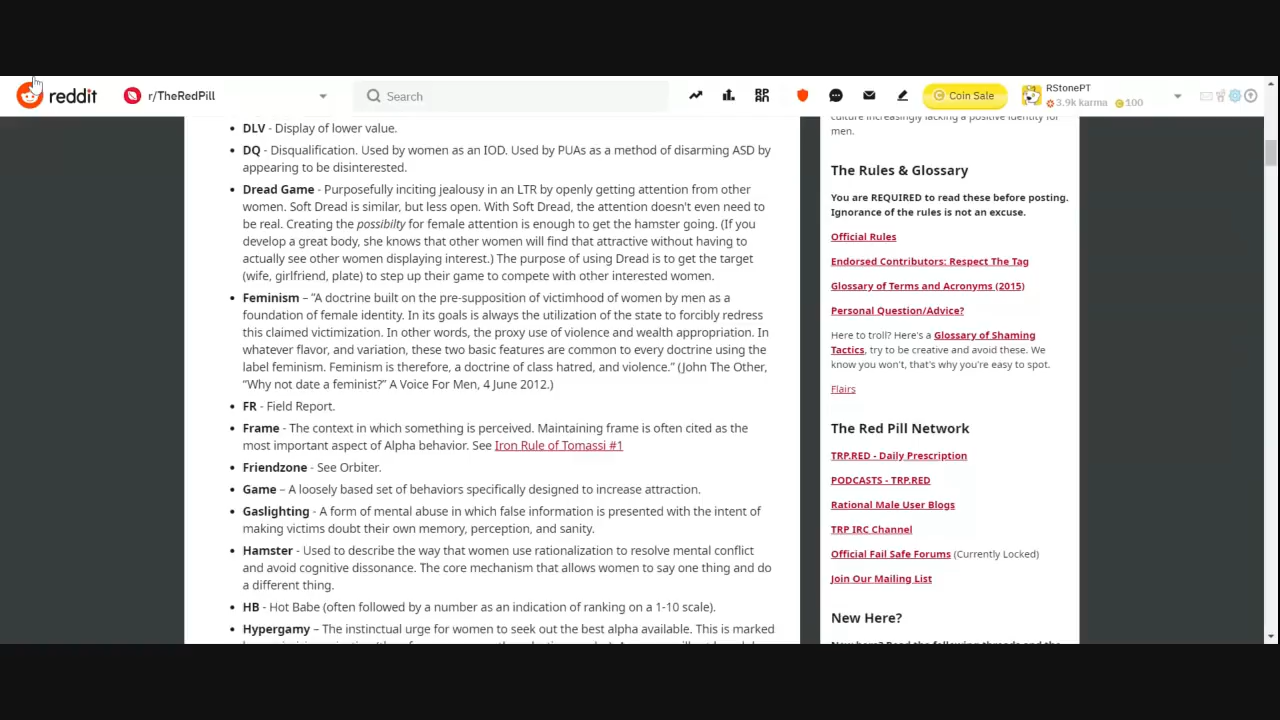 reddit
r/TheRedPill
Search
Coin Sale
RStonePT
3.9k karma
100
DLV - Display of lower value.
DQ - Disqualification. Used by women as an IOD. Used by PUAs as a method of disarming ASD by
appearing to be disinterested.
Dread Game - Purposefully inciting jealousy in an LTR by openly getting attention from other
women. Soft Dread is similar, but less open. With Soft Dread, the attention doesn't even need to
be real. Creating the possibilty for female attention is enough to get the hamster going. (If you
develop a great body, she knows that other women will find that attractive without having to
actually see other women displaying interest.) The purpose of using Dread is to get the target
(wife, girlfriend, plate) to step up their game to compete with other interested women.
Feminism – “A doctrine built on the pre-supposition of victimhood of women by men as a
foundation of female identity. In its goals is always the utilization of the state to forcibly redress
this claimed victimization. In other words, the proxy use of violence and wealth appropriation. In
whatever flavor, and variation, these two basic features are common to every doctrine using the
label feminism. Feminism is therefore, a doctrine of class hatred, and violence.” (John The Other,
“Why not date a feminist?” A Voice For Men, 4 June 2012.)
FR - Field Report.
Frame - The context in which something is perceived. Maintaining frame is often cited as the
most important aspect of Alpha behavior. See Iron Rule of Tomassi #1
Friendzone - See Orbiter.
Game – A loosely based set of behaviors specifically designed to increase attraction.
Gaslighting - A form of mental abuse in which false information is presented with the intent of
making victims doubt their own memory, perception, and sanity.
Hamster - Used to describe the way that women use rationalization to resolve mental conflict
and avoid cognitive dissonance. The core mechanism that allows women to say one thing and do
a different thing.
HB - Hot Babe (often followed by a number as an indication of ranking on a 1-10 scale).
Hypergamy – The instinctual urge for women to seek out the best alpha available. This is marked
culture increasingly lacking a positive identity for
men.
The Rules & Glossary
You are REQUIRED to read these before posting.
Ignorance of the rules is not an excuse.
Official Rules
Endorsed Contributors: Respect The Tag
Glossary of Terms and Acronyms (2015)
Personal Question/Advice?
Here to troll? Here's a Glossary of Shaming
Tactics, try to be creative and avoid these. We
know you won't, that's why you're easy to spot.
Flairs
The Red Pill Network
TRP.RED - Daily Prescription
PODCASTS - TRP.RED
Rational Male User Blogs
TRP IRC Channel
Official Fail Safe Forums (Currently Locked)
Join Our Mailing List
New Here?